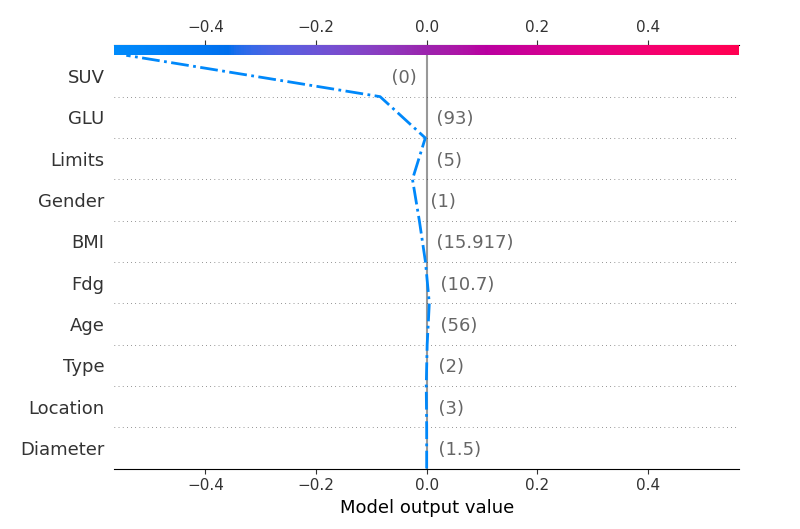 −0.4 −0.2 0.0 0.2 0.4
SUV (0)
GLU (93)
Limits (5)
Gender (1)
BMI (15.917)
Fdg (10.7)
Age (56)
Type (2)
Location (3)
Diameter (1.5)
−0.4 −0.2 0.0 0.2 0.4
Model output value